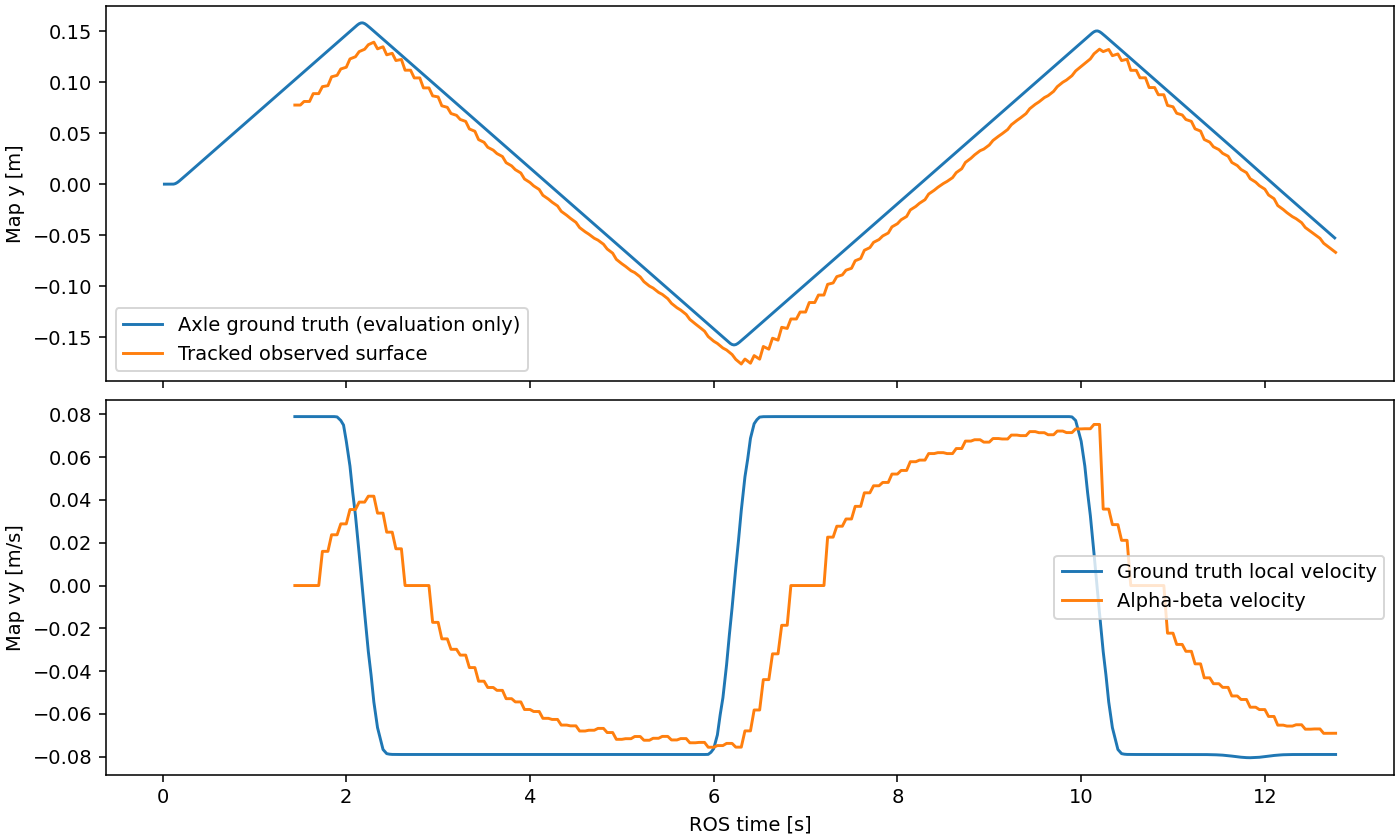 Map y [m]
0.15
0.10
0.05
0.00
−0.05
−0.10
−0.15
Axle ground truth (evaluation only)
Tracked observed surface
Map vy [m/s]
0.08
0.06
0.04
0.02
0.00
−0.02
−0.04
−0.06
−0.08
Ground truth local velocity
Alpha-beta velocity
0 2 4 6 8 10 12
ROS time [s]